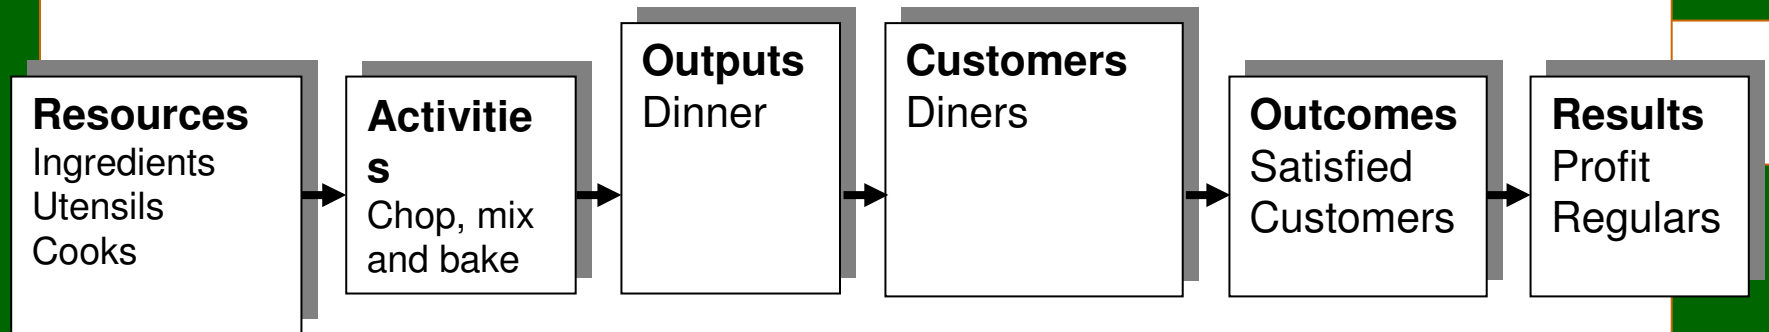 Resources
Ingredients
Utensils
Cooks
Activitie
s
Chop, mix
and bake
Outputs
Dinner
Customers
Diners
Outcomes
Satisfied
Customers
Results
Profit
Regulars